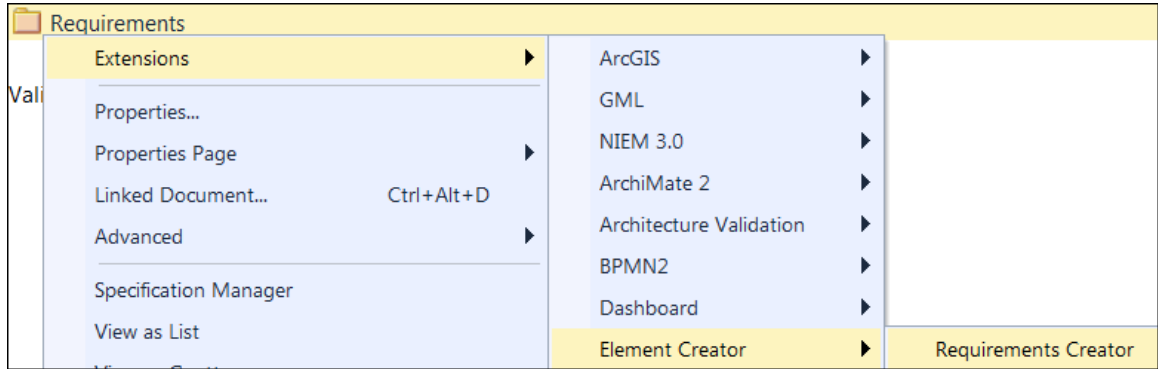 Requirements
Extensions
Vali
Properties...
Properties Page
Linked Document... Ctrl+Alt+D
Advanced
Specification Manager
View as List
ArcGIS
GML
NIEM 3.0
ArchiMate 2
Architecture Validation
BPMN2
Dashboard
Element Creator
Requirements Creator